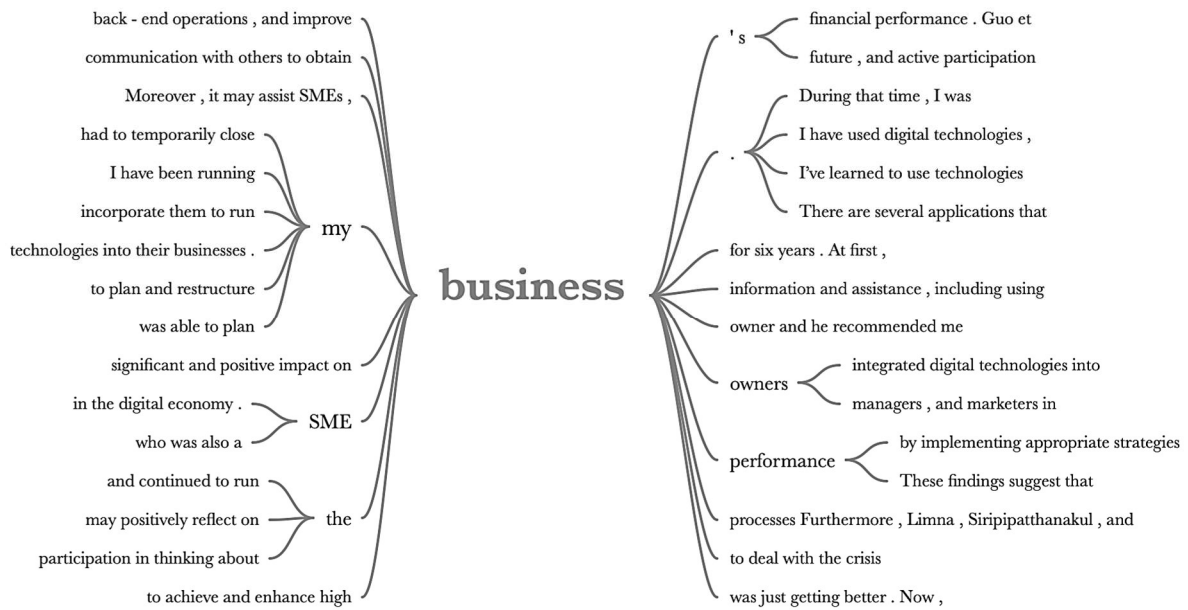 back - end operations , and improve
communication with others to obtain
Moreover , it may assist SMEs ,
had to temporarily close
I have been running
incorporate them to run
technologies into their businesses .
to plan and restructure
was able to plan
my
significant and positive impact on
in the digital economy .
who was also a
SME
and continued to run
may positively reflect on
participation in thinking about
the
to achieve and enhance high
business
' s
financial performance . Guo et
future , and active participation
.
During that time , I was
I have used digital technologies ,
I’ve learned to use technologies
There are several applications that
for six years . At first ,
information and assistance , including using
owner and he recommended me
owners
integrated digital technologies into
managers , and marketers in
performance
by implementing appropriate strategies
These findings suggest that
processes Furthermore , Limna , Siripipatthanakul , and
to deal with the crisis
was just getting better . Now ,